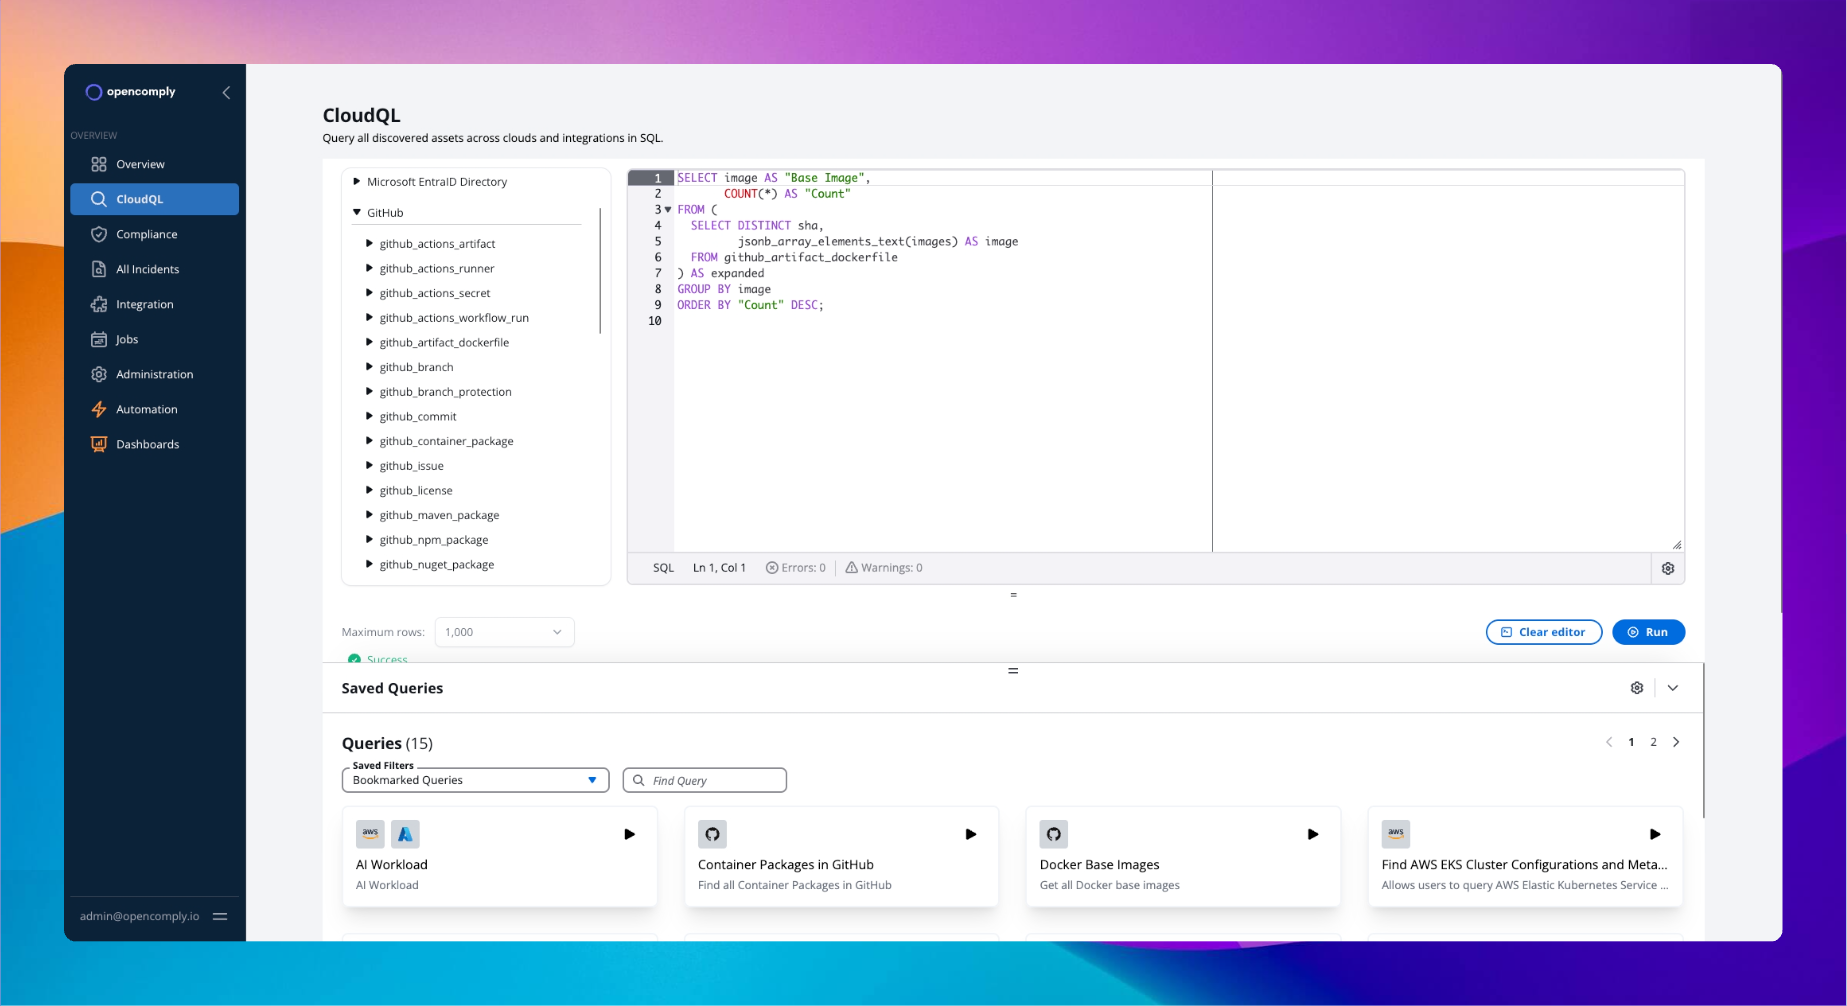 opencomply
OVERVIEW
Overview
CloudQL
Compliance
All Incidents
Integration
Jobs
Administration
Automation
Dashboards
admin@opencomply.io
CloudQL
Query all discovered assets across clouds and integrations in SQL.
Microsoft EntraID Directory
GitHub
github_actions_artifact
github_actions_runner
github_actions_secret
github_actions_workflow_run
github_artifact_dockerfile
github_branch
github_branch_protection
github_commit
github_container_package
github_issue
github_license
github_maven_package
github_npm_package
github_nuget_package
1 SELECT image AS "Base Image",
2 COUNT(*) AS "Count"
3 FROM (
4 SELECT DISTINCT sha,
5 jsonb_array_elements_text(images) AS image
6 FROM github_artifact_dockerfile
7 ) AS expanded
8 GROUP BY image
9 ORDER BY "Count" DESC;
10
SQL Ln 1, Col 1 Errors: 0 Warnings: 0
Maximum rows: 1,000
Clear editor Run
Success
Saved Queries
Queries (15)
1 2
Saved Filters
Bookmarked Queries
Find Query
aws
AI Workload
AI Workload
Container Packages in GitHub
Find all Container Packages in GitHub
Docker Base Images
Get all Docker base images
aws
Find AWS EKS Cluster Configurations and Meta...
Allows users to query AWS Elastic Kubernetes Service ...